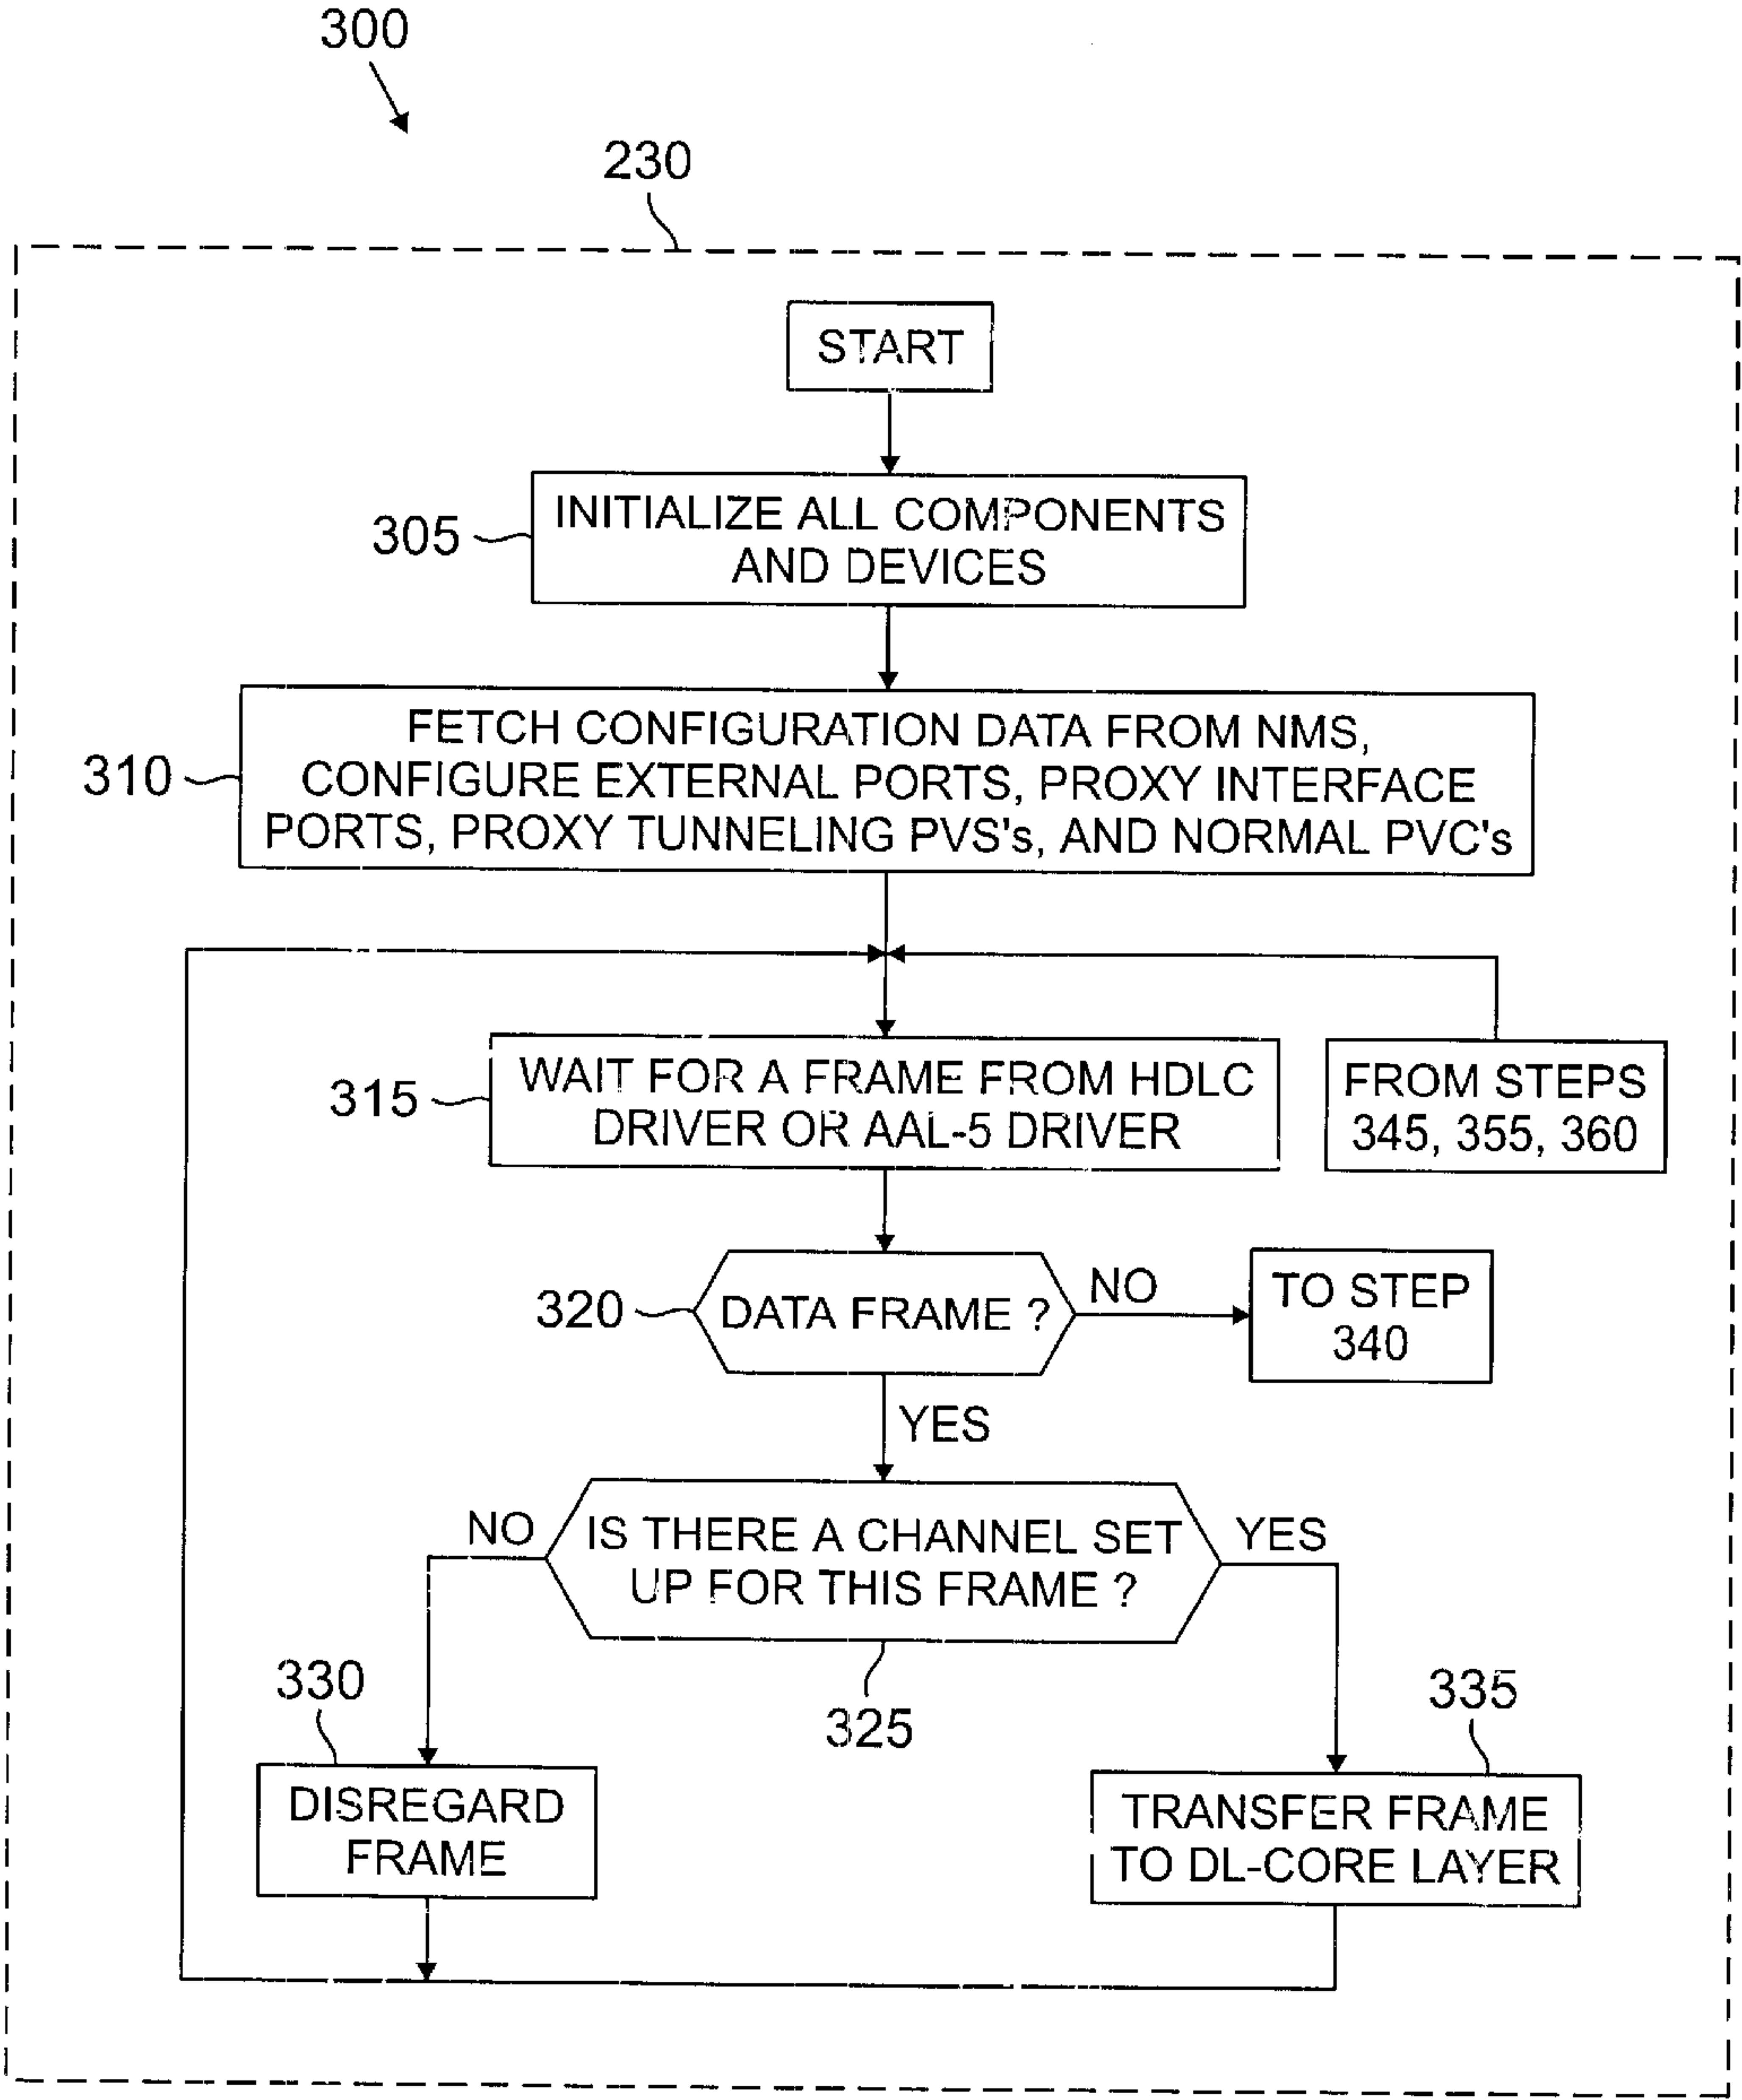 300
230
START
305
INITIALIZE ALL COMPONENTS
AND DEVICES
310
FETCH CONFIGURATION DATA FROM NMS,
CONFIGURE EXTERNAL PORTS, PROXY INTERFACE
PORTS, PROXY TUNNELING PVS's, AND NORMAL PVC's
315
WAIT FOR A FRAME FROM HDLC
DRIVER OR AAL-5 DRIVER
FROM STEPS
345, 355, 360
320
DATA FRAME ?
NO
TO STEP
340
YES
NO
IS THERE A CHANNEL SET
UP FOR THIS FRAME ?
YES
325
330
DISREGARD
FRAME
335
TRANSFER FRAME
TO DL-CORE LAYER